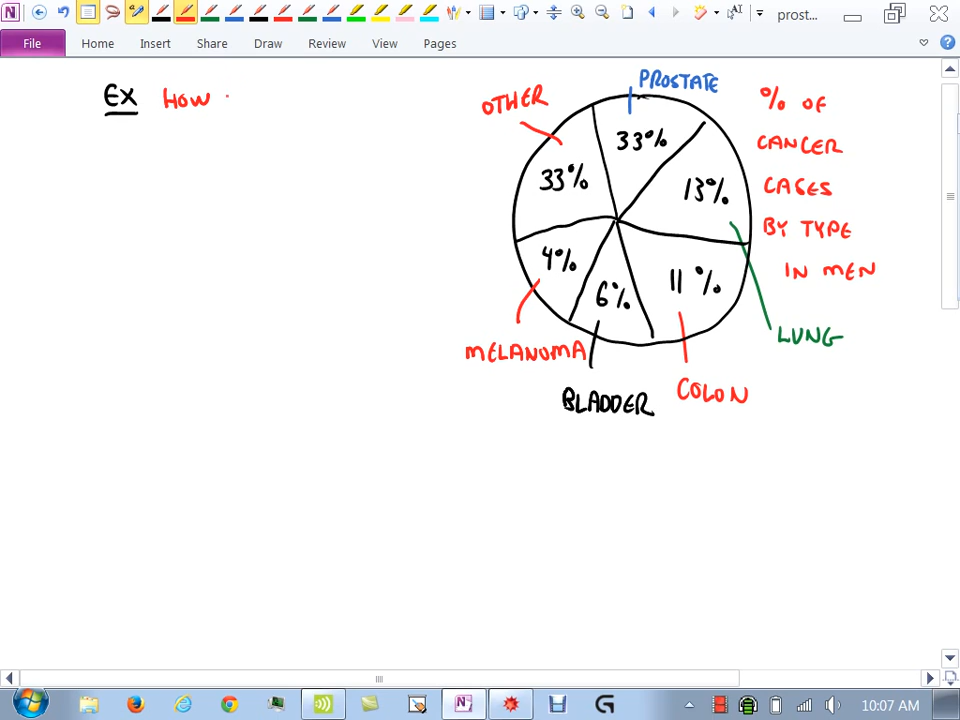 prost...
File Home Insert Share Draw Review View Pages
EX HOW
PROSTATE
OTHER
33%
33%
13%
4%
6%
11%
% OF
CANCER
CASES
BY TYPE
IN MEN
LUNG
MELANOMA
BLADDER
COLON
10:07 AM